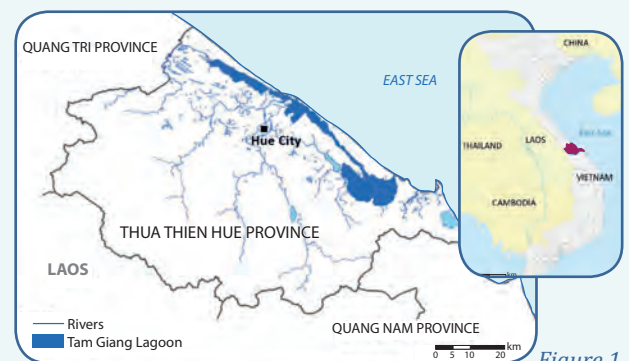 QUANG TRI PROVINCE
EAST SEA
Hue City
THUA THIEN HUE PROVINCE
LAOS
Rivers
Tam Giang Lagoon
QUANG NAM PROVINCE
0 5 10 20 km
CHINA
East Sea
THAILAND
LAOS
VIETNAM
CAMBODIA
km
Figure 1